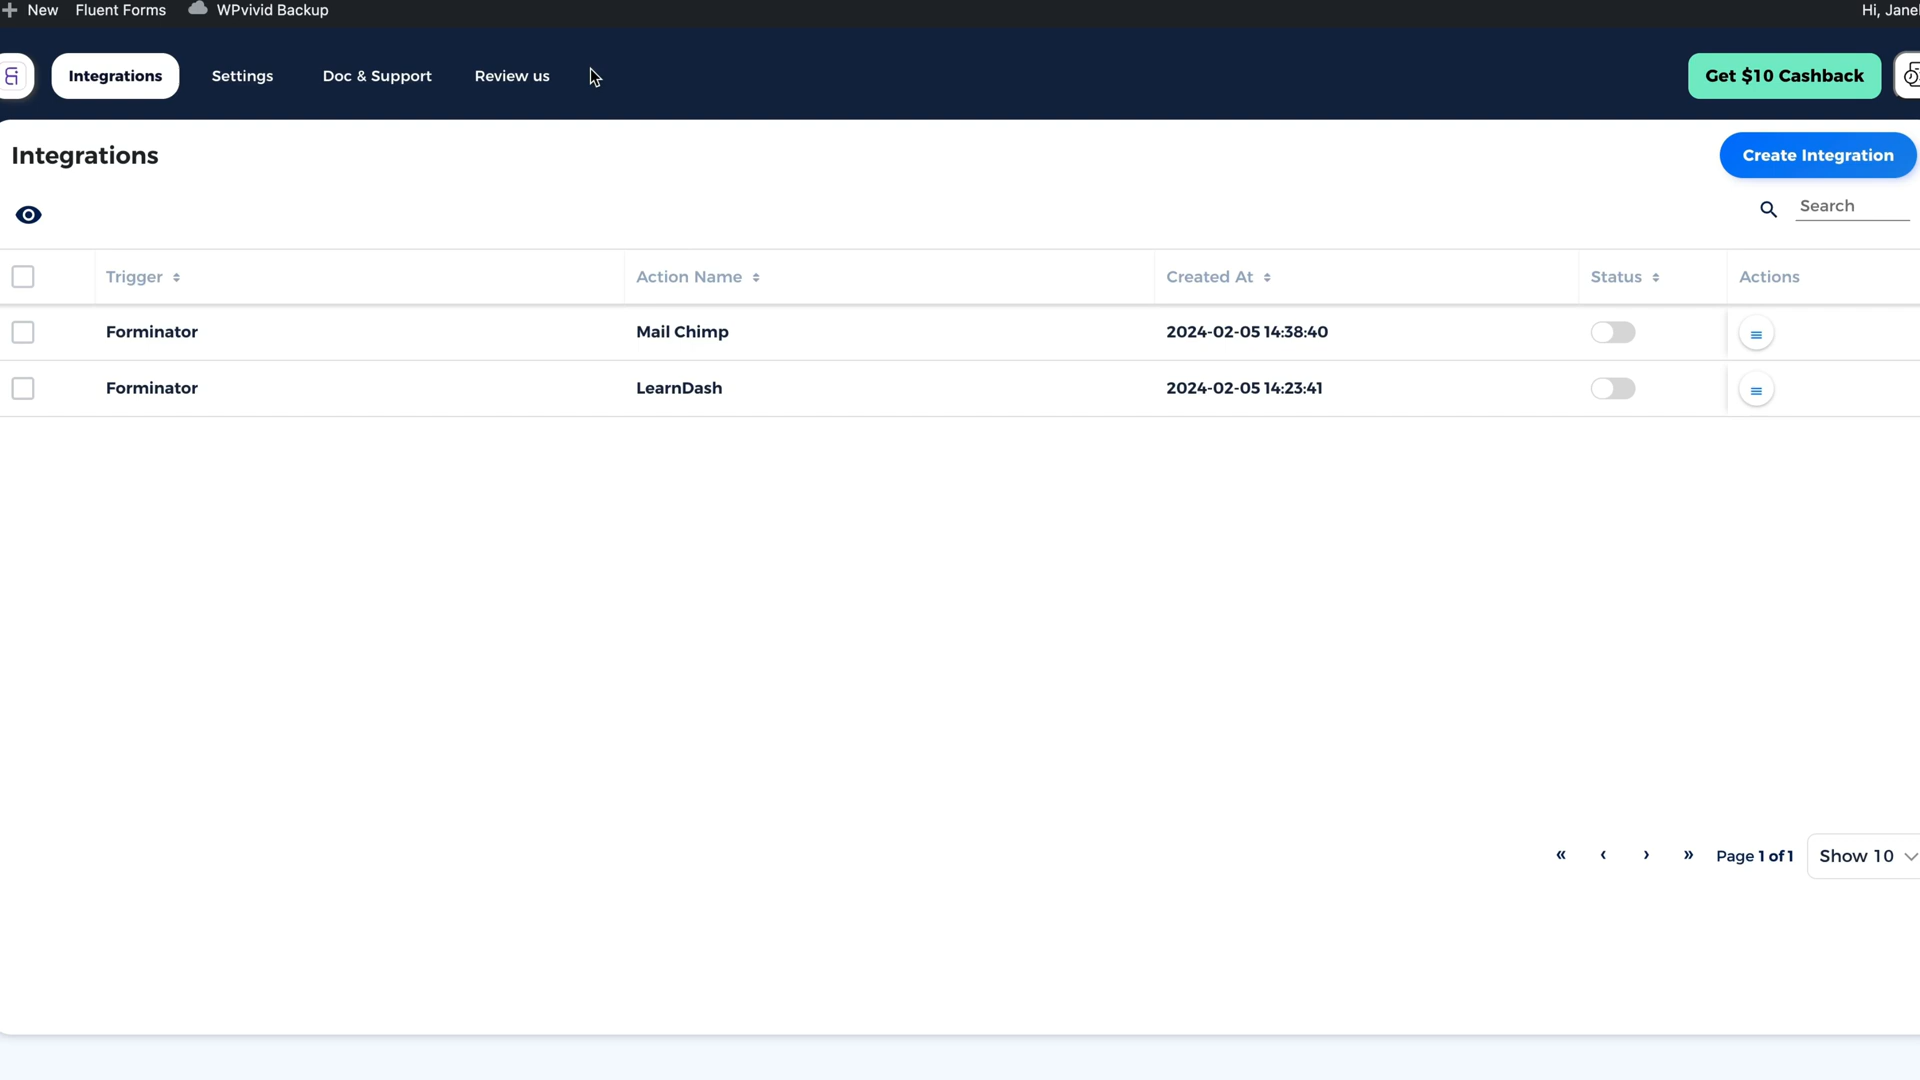 New Fluent Forms WPvivid Backup Hi, Janel
Integrations Settings Doc & Support Review us Get $10 Cashback
Integrations Create Integration
Search
Trigger Action Name Created At Status Actions
Forminator Mail Chimp 2024-02-05 14:38:40
Forminator LearnDash 2024-02-05 14:23:41
« ‹ › » Page 1 of 1 Show 10